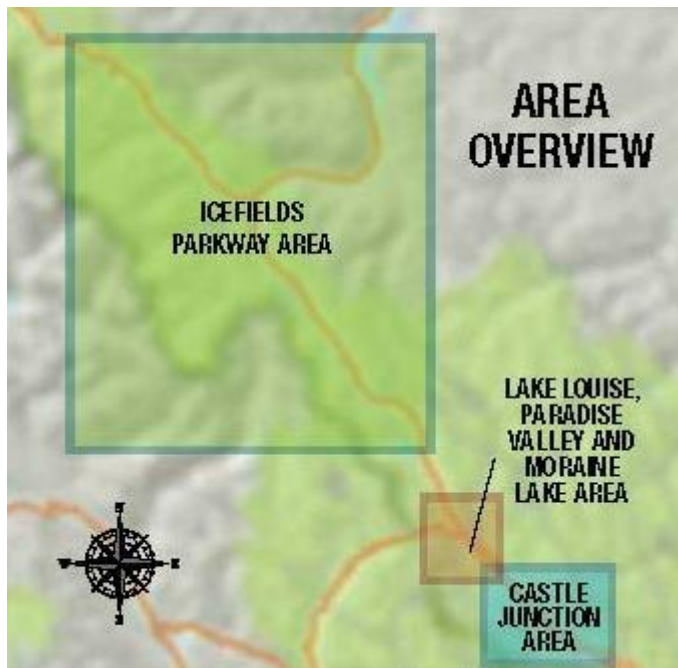 AREA
OVERVIEW
ICEFIELDS
PARKWAY AREA
LAKE LOUISE,
PARADISE
VALLEY AND
MORAINE
LAKE AREA
N
W
E
S
CASTLE
JUNCTION
AREA